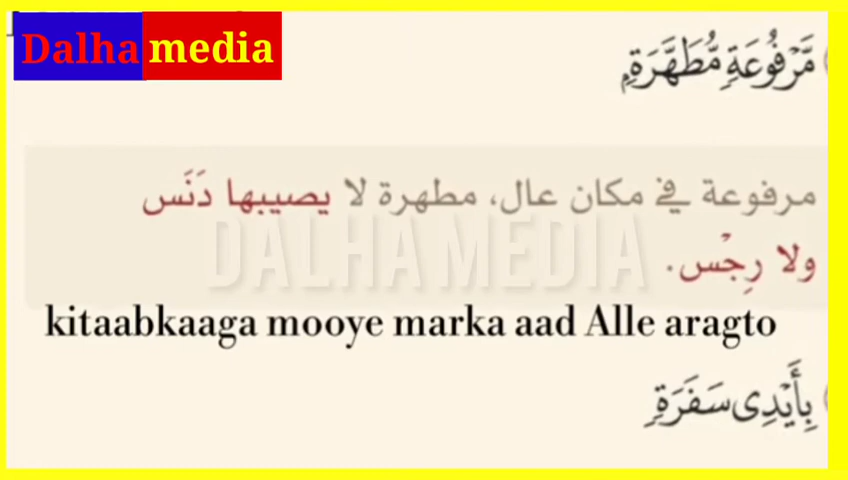 Dalha media
مَّرْفُوعَةٍ مُّطَهَّرَةٍۭ
مرفوعة في مكان عال، مطهرة لا يصيبها دَنَس
ولا رِجْس.
DALHA MEDIA
kitaabkaaga mooye marka aad Alle aragto
بِأَيْدِى سَفَرَةٍ